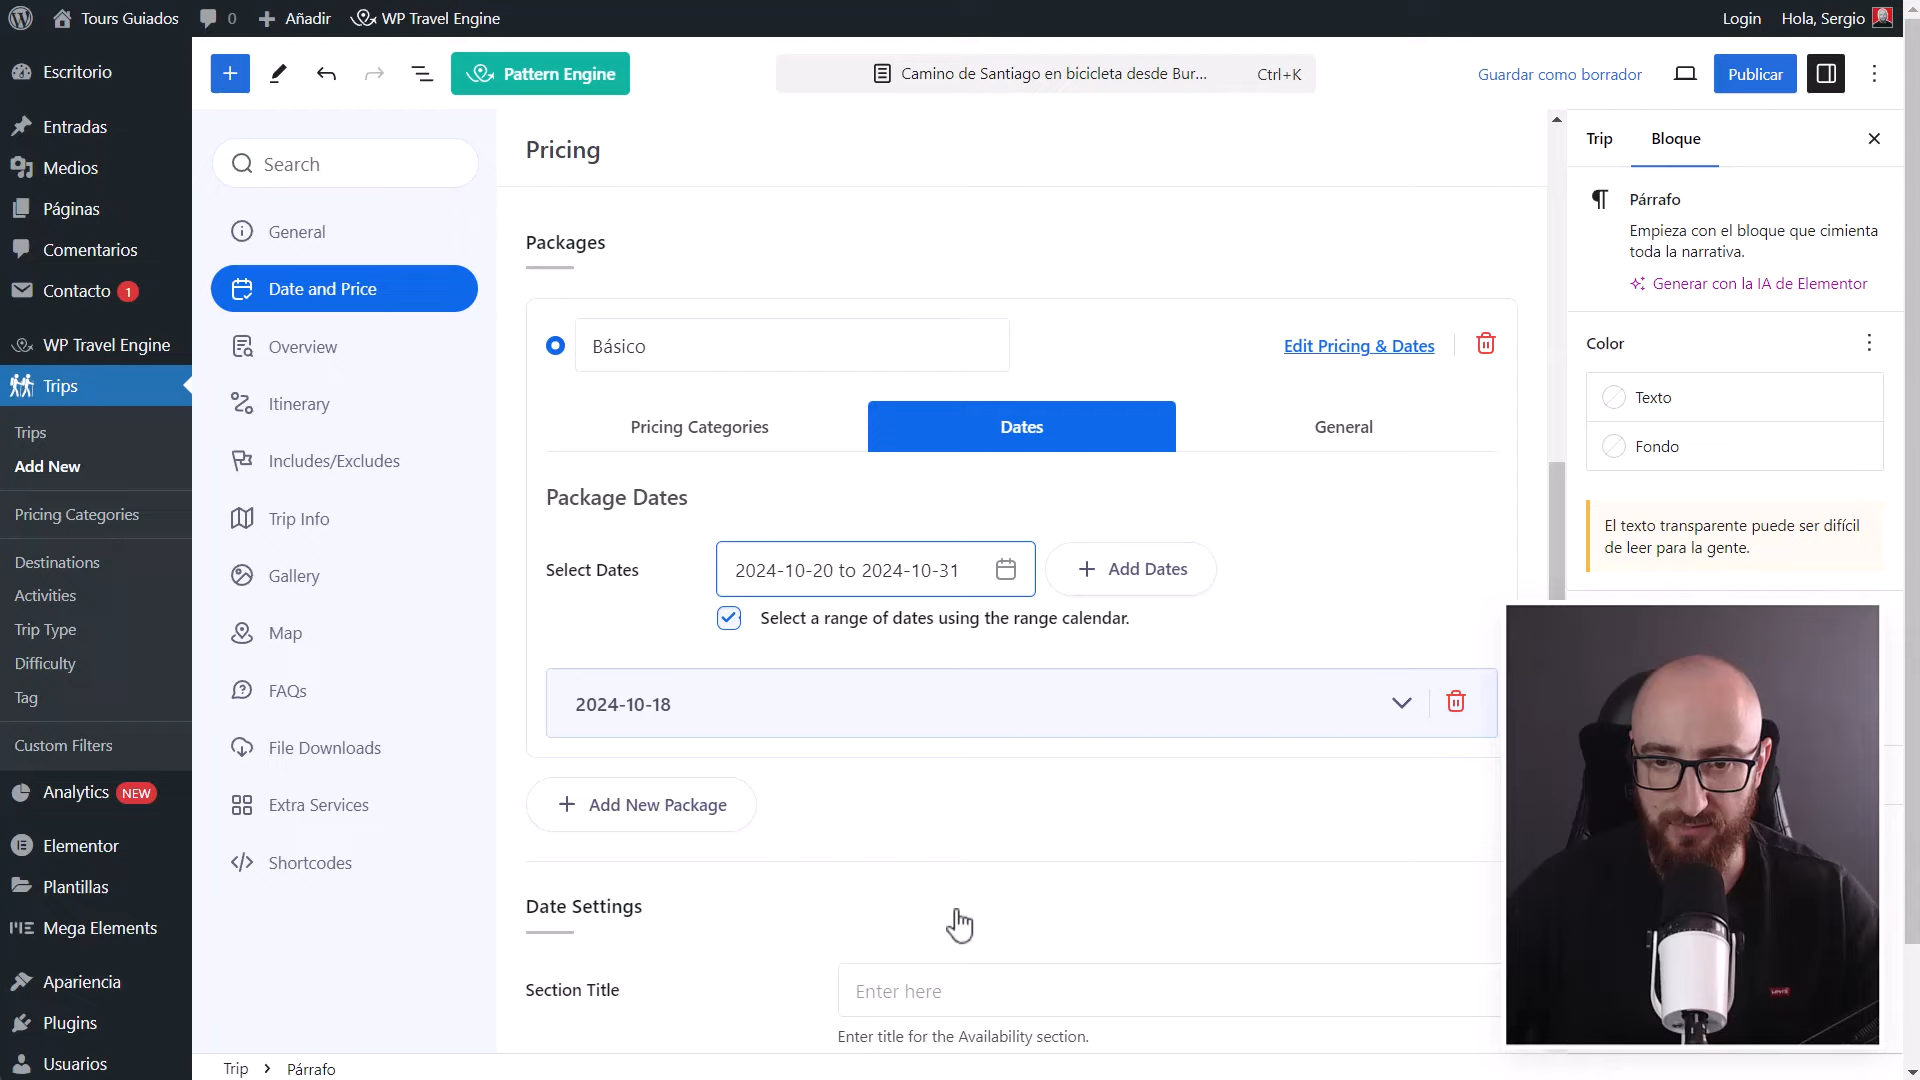 Tours Guiados
0
Añadir
WP Travel Engine
Login
Hola, Sergio
Escritorio
Entradas
Medios
Páginas
Comentarios
Contacto 1
WP Travel Engine
Trips
Trips
Add New
Pricing Categories
Destinations
Activities
Trip Type
Difficulty
Tag
Custom Filters
Analytics NEW
Elementor
Plantillas
Mega Elements
Apariencia
Plugins
Usuarios
Pattern Engine
Camino de Santiago en bicicleta desde Bur... Ctrl+K
Guardar como borrador
Publicar
Search
General
Date and Price
Overview
Itinerary
Includes/Excludes
Trip Info
Gallery
Map
FAQs
File Downloads
Extra Services
Shortcodes
Pricing
Packages
Básico
Edit Pricing & Dates
Pricing Categories
Dates
General
Package Dates
Select Dates
2024-10-20 to 2024-10-31
Add Dates
Select a range of dates using the range calendar.
2024-10-18
Add New Package
Date Settings
Section Title
Enter here
Enter title for the Availability section.
Trip
Bloque
Párrafo
Empieza con el bloque que cimienta
toda la narrativa.
Generar con la IA de Elementor
Color
Texto
Fondo
El texto transparente puede ser difícil
de leer para la gente.
Levi's
Trip > Párrafo